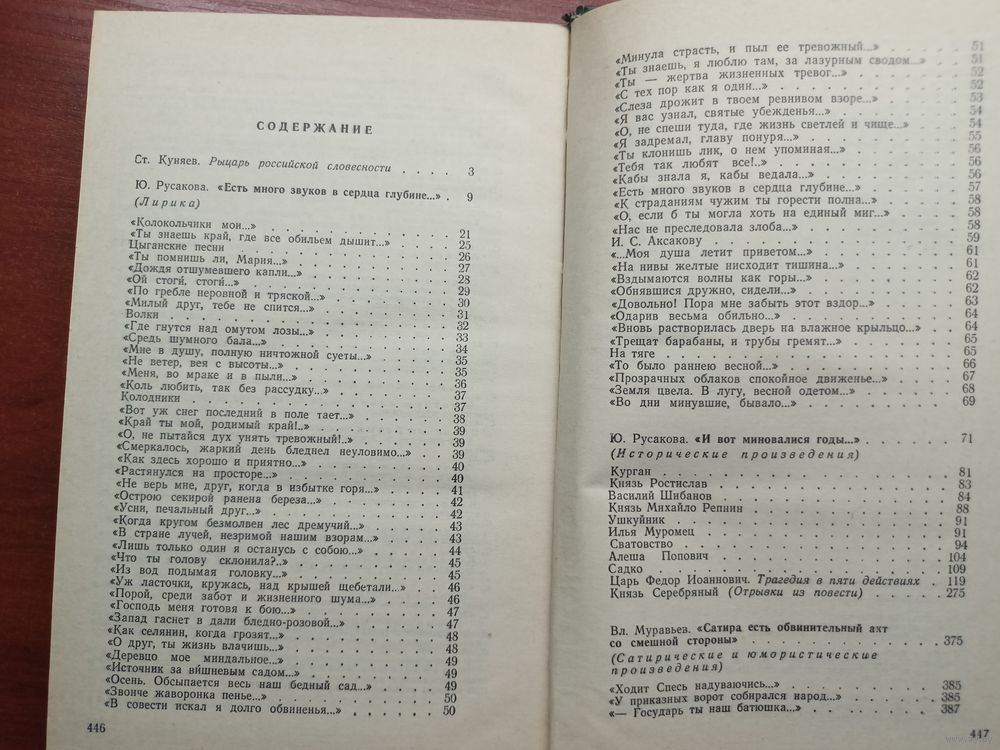 СОДЕРЖАНИЕ
Ст. Куняев. Рыцарь российской словесности . . . . 3
Ю. Русакова. «Есть много звуков в сердца глубине...» . 9
(Лирика)
«Колокольчики мои...» 21
«Ты знаешь край, где все обильем дышит...» 25
Цыганские песни 26
«Ты помнишь ли, Мария...» 27
«Дождя отшумевшего капли...» 28
«Ой стоги, стоги...» 29
«По гребле неровной и тряской...» 30
«Милый друг, тебе не спится...» 31
Волки 32
«Где гнутся над омутом лозы...» 33
«Средь шумного бала...» 34
«Мне в душу, полную ничтожной суеты...» 35
«Не ветер, вея с высоты...» 35
«Меня, во мраке и в пыли...» 36
«Коль любить, так без рассудку...» 37
Колодники 37
«Вот уж снег последний в поле тает...» 38
«Край ты мой, родимый край!..» 39
«О, не пытайся дух унять тревожный!..» 39
«Смеркалось, жаркий день бледнел неуловимо...» 39
«Как здесь хорошо и приятно...» 40
«Растянулся на просторе...» 40
«Не верь мне, друг, когда в избытке горя...» 41
«Острою секирой ранена береза...» 42
«Усни, печальный друг...» 42
«Когда кругом безмолвен лес дремучий...» 43
«В стране лучей, незримой нашим взорам...» 43
«Лишь только один я останусь с собою...» 44
«Что ты голову склонила?..» 45
«Из вод подымая головку...» 45
«Уж ласточки, кружась, над крышей щебетали...» 46
«Порой, среди забот и жизненного шума...» 46
«Господь меня готовя к бою...» 47
«Запад гаснет в дали бледно-розовой...» 47
«Как селянин, когда грозят...» 48
«О друг, ты жизнь влачишь...» 48
«Деревцо мое миндальное...» 49
«Источник за вишневым садом...» 49
«Осень. Обсыпается весь наш бедный сад...» 49
«Звонче жаворонка пенье...» 50
«В совести искал я долго обвиненья...» 50
446
«Минула страсть, и пыл ее тревожный...» 51
«Ты знаешь, я люблю там, за лазурным сводом...» 51
«Ты — жертва жизненных тревог...» 52
«С тех пор как я один...» 52
«Слеза дрожит в твоем ревнивом взоре...» 53
«Я вас узнал, святые убежденья...» 54
«О, не спеши туда, где жизнь светлей и чище...» 54
«Я задремал, главу понуря...» 55
«Ты клонишь лик, о нем упоминая...» 56
«Тебя так любят все!..» 56
«Кабы знала я, кабы ведала...» 56
«Есть много звуков в сердца глубине...» 57
«К страданиям чужим ты горести полна...» 58
«О, если б ты могла хоть на единый миг...» 58
«Нас не преследовала злоба...» 58
И. С. Аксакову 59
«...Моя душа летит приветом...» 61
«На нивы желтые нисходит тишина...» 61
«Вздымаются волны как горы...» 62
«Обнявшися дружно, сидели...» 62
«Довольно! Пора мне забыть этот вздор...» 63
«Одарив весьма обильно...» 64
«Вновь растворилась дверь на влажное крыльцо...» 64
«Трещат барабаны, и трубы гремят...» 65
На тяге 65
«То было раннею весной...» 66
«Прозрачных облаков спокойное движенье...» 67
«Земля цвела. В лугу, весной одетом...» 68
«Во дни минувшие, бывало...» 69
Ю. Русакова. «И вот миновалися годы...» 71
(Исторические произведения)
Курган 81
Князь Ростислав 83
Василий Шибанов 84
Князь Михайло Репнин 88
Ушкуйник 91
Илья Муромец 91
Сватовство 94
Алеша Попович 104
Садко 109
Царь Федор Иоаннович. Трагедия в пяти действиях . 119
Князь Серебряный (Отрывки из повести) 275
Вл. Муравьев. «Сатира есть обвинительный акт
со смешной стороны» 375
(Сатирические и юмористические
произведения)
«Ходит Спесь надуваючись...» 385
«У приказных ворот собирался народ...» 385
«— Государь ты наш батюшка...» 387
447